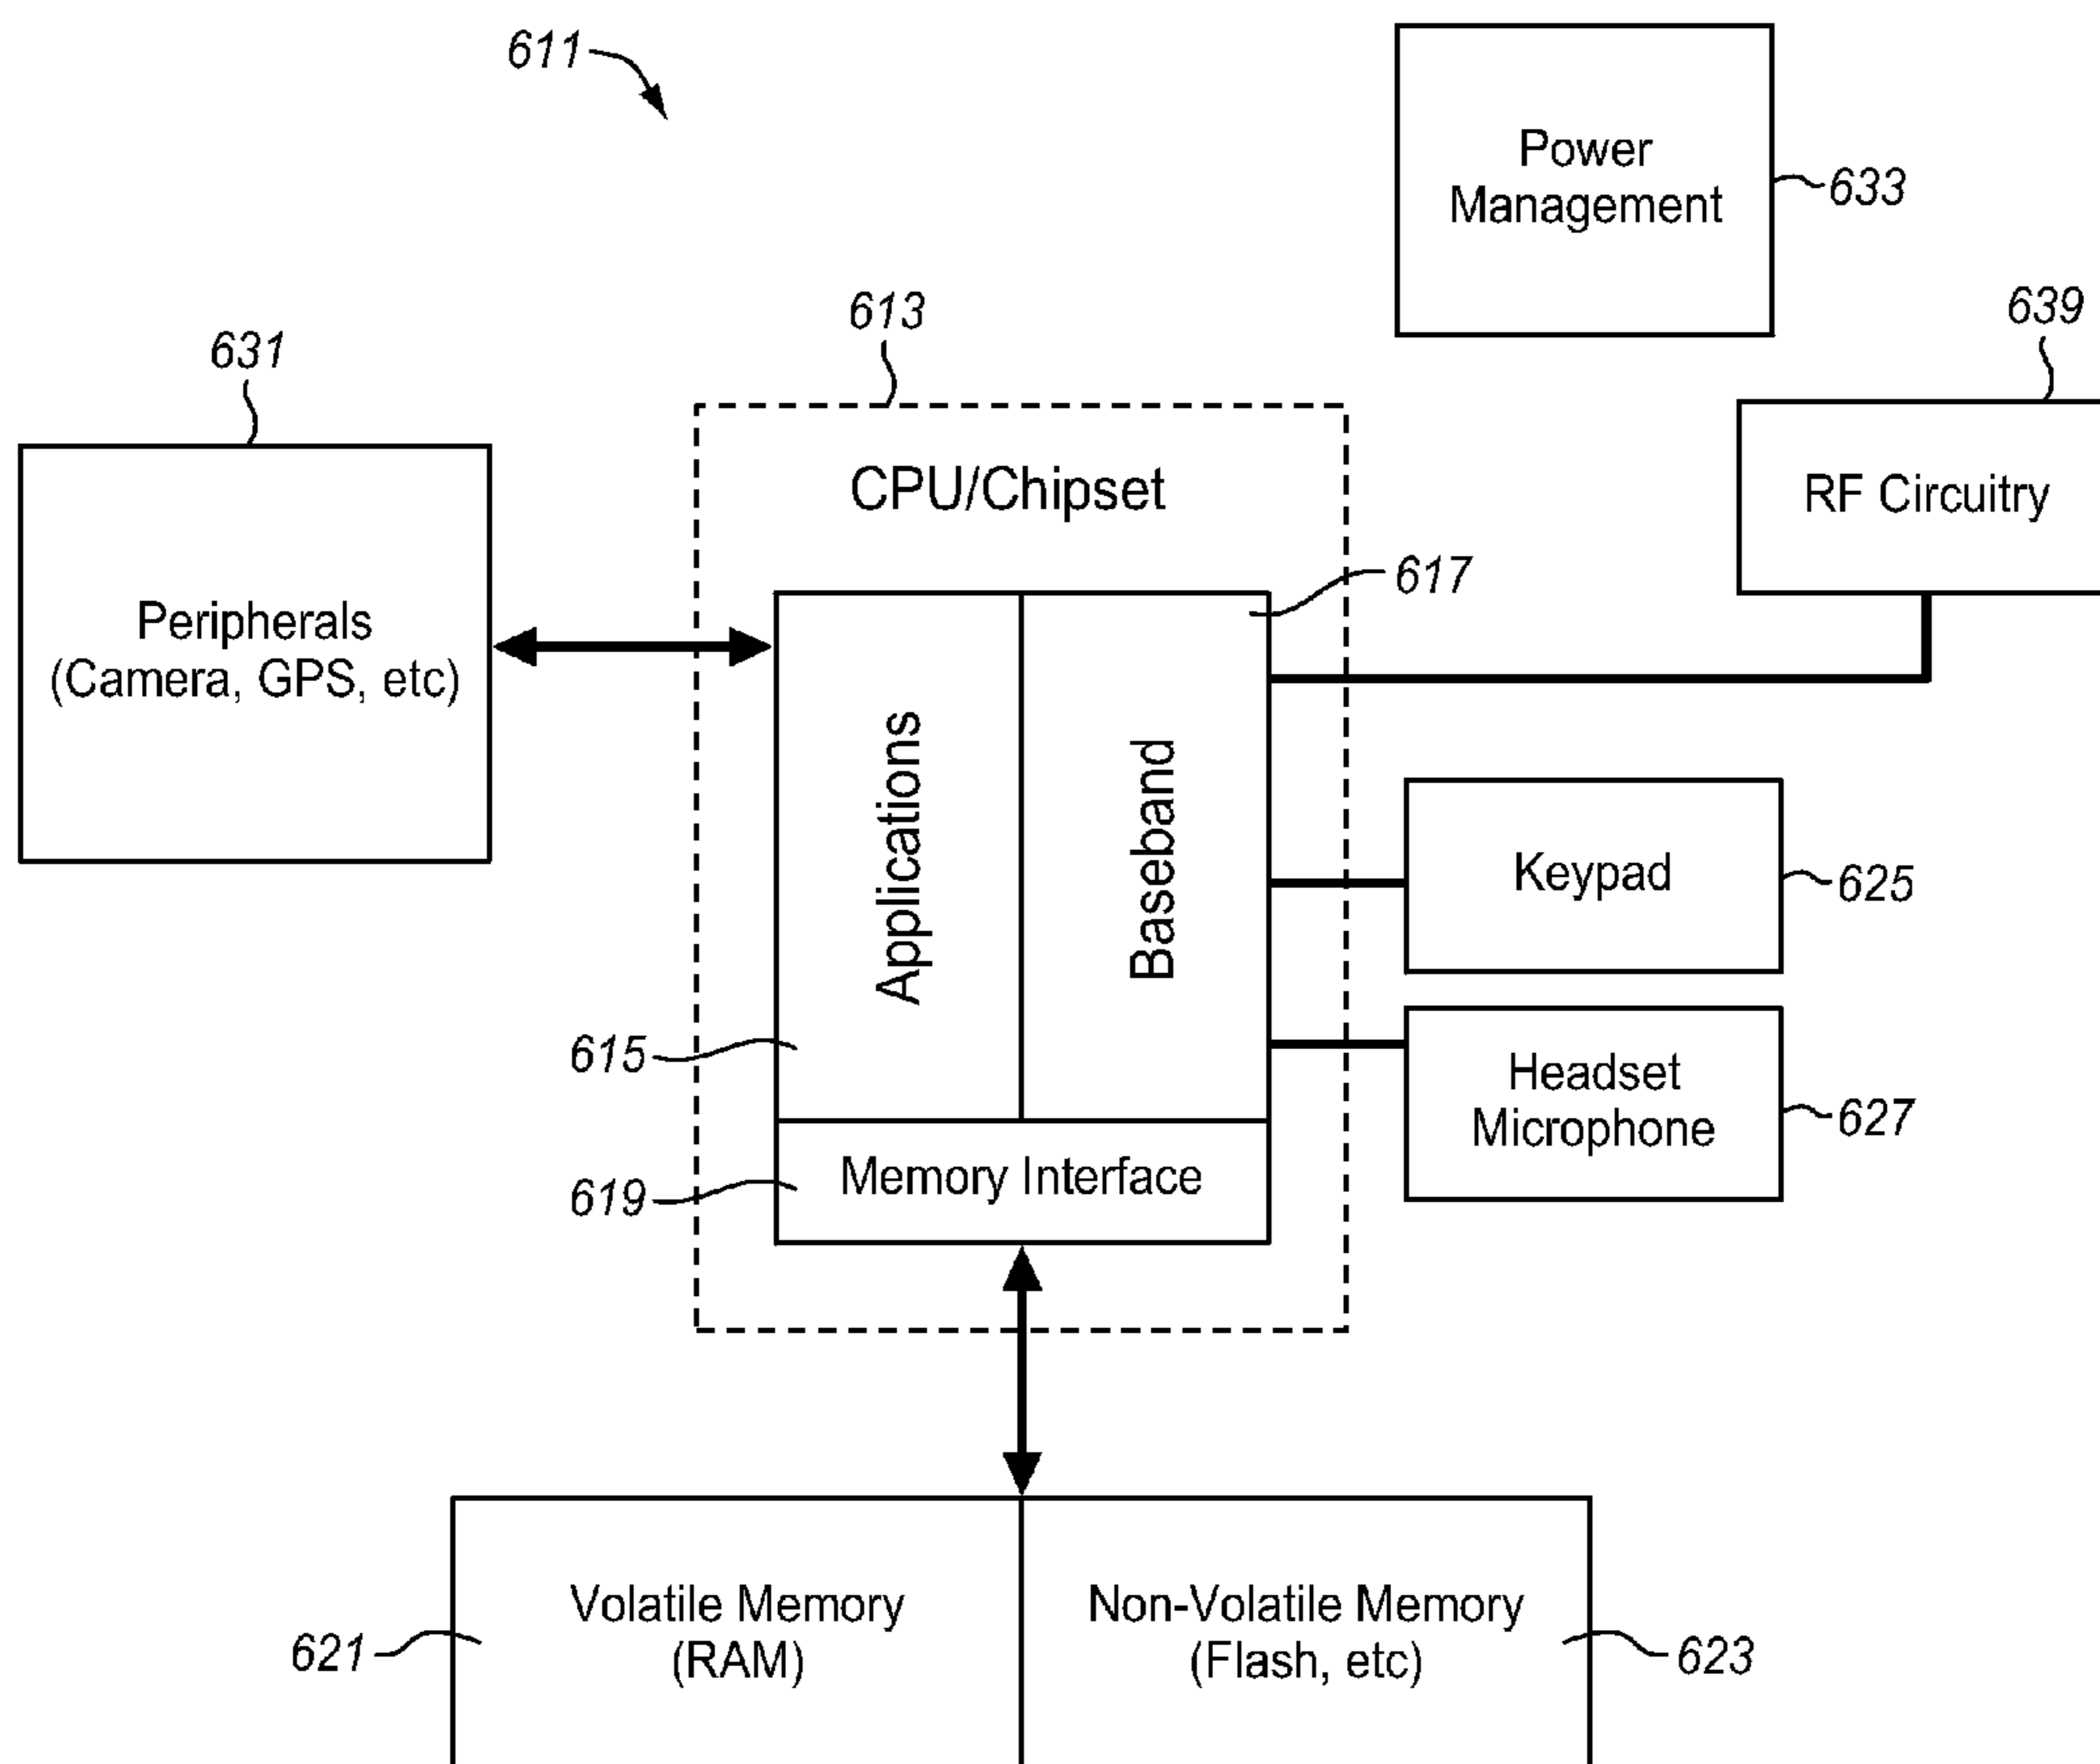 611
Power
Management
633
639
613
631
RF Circuitry
CPU/Chipset
617
Peripherals
(Camera, GPS, etc)
Applications
Baseband
Keypad
625
615
Headset
Microphone
627
619
Memory Interface
Volatile Memory
(RAM)
621
Non-Volatile Memory
(Flash, etc)
623